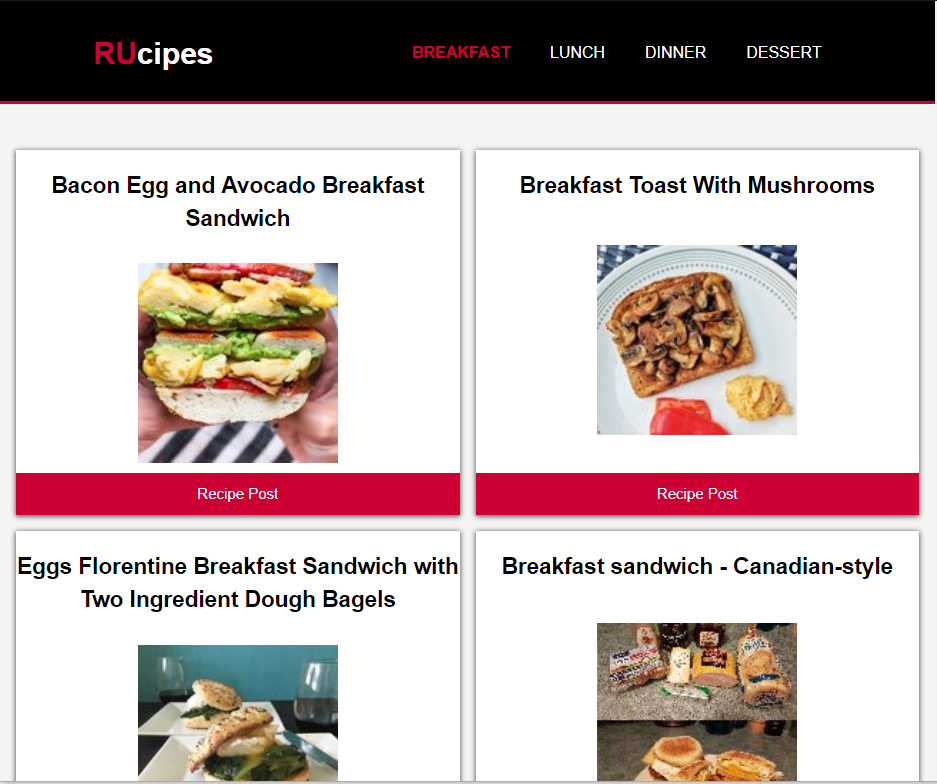 RUcipes
BREAKFAST LUNCH DINNER DESSERT
Bacon Egg and Avocado Breakfast
Sandwich
Recipe Post
Breakfast Toast With Mushrooms
Recipe Post
Eggs Florentine Breakfast Sandwich with
Two Ingredient Dough Bagels
Breakfast sandwich - Canadian-style